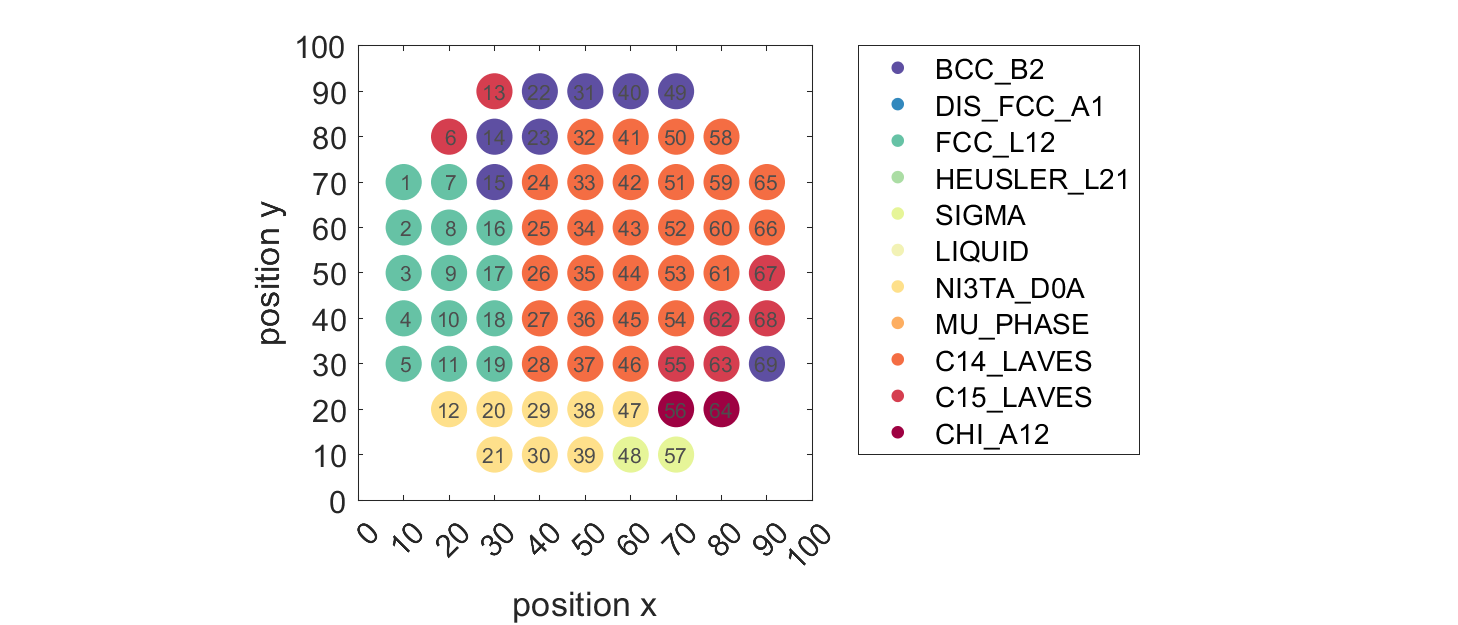 100
90 13 22 31 40 49
80 6 14 23 32 41 50 58
70 1 7 15 24 33 42 51 59 65
60 2 8 16 25 34 43 52 60 66
50 3 9 17 26 35 44 53 61 67
40 4 10 18 27 36 45 54 62 68
30 5 11 19 28 37 46 55 63 69
20 12 20 29 38 47 56 64
10 21 30 39 48 57
0
position y
0 10 20 30 40 50 60 70 80 90 100
position x
BCC_B2
DIS_FCC_A1
FCC_L12
HEUSLER_L21
SIGMA
LIQUID
NI3TA_D0A
MU_PHASE
C14_LAVES
C15_LAVES
CHI_A12